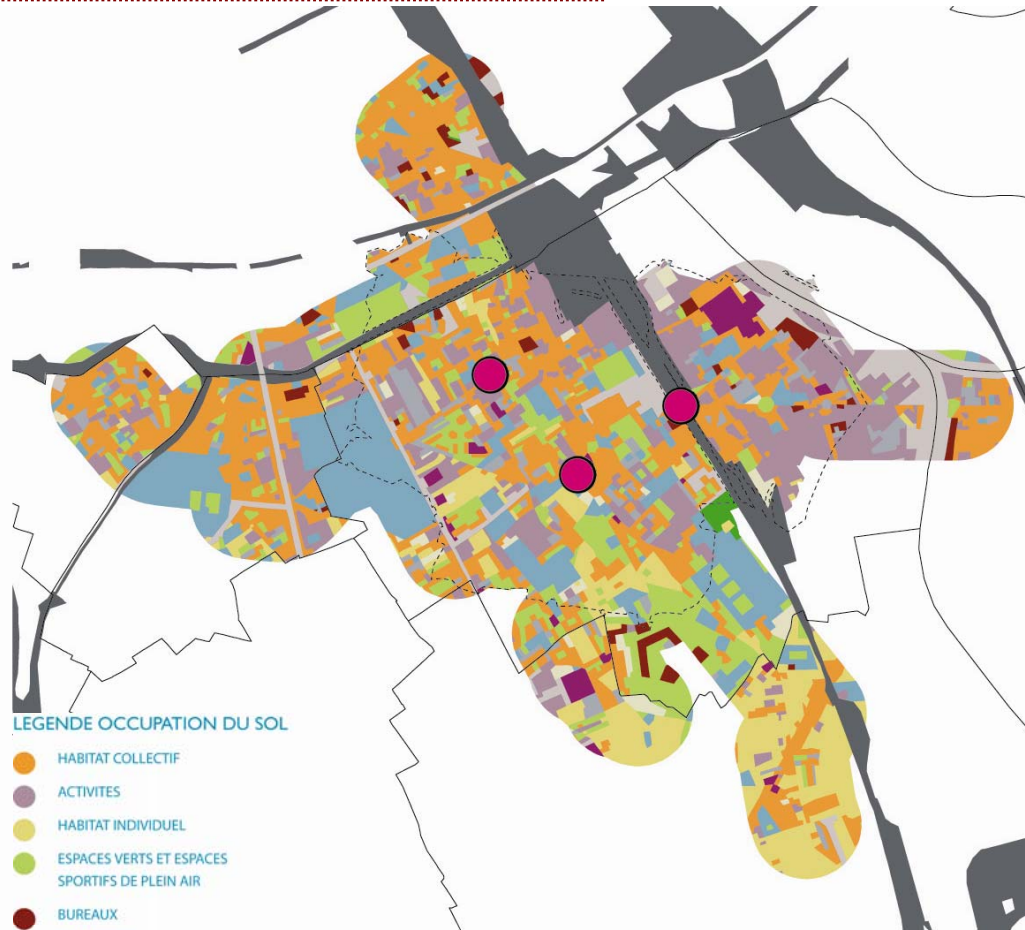 LEGENDE OCCUPATION DU SOL
HABITAT COLLECTIF
ACTIVITES
HABITAT INDIVIDUEL
ESPACES VERTS ET ESPACES
SPORTIFS DE PLEIN AIR
BUREAUX